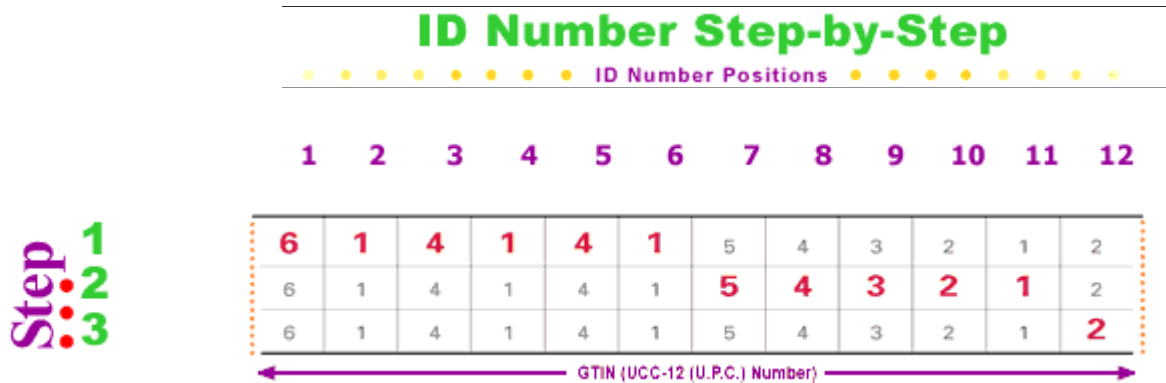 ID Number Step-by-Step
ID Number Positions
1 2 3 4 5 6 7 8 9 10 11 12
Step
1 6 1 4 1 4 1 5 4 3 2 1 2
2 6 1 4 1 4 1 5 4 3 2 1 2
3 6 1 4 1 4 1 5 4 3 2 1 2
GTIN (UCC-12 (U.P.C.) Number)